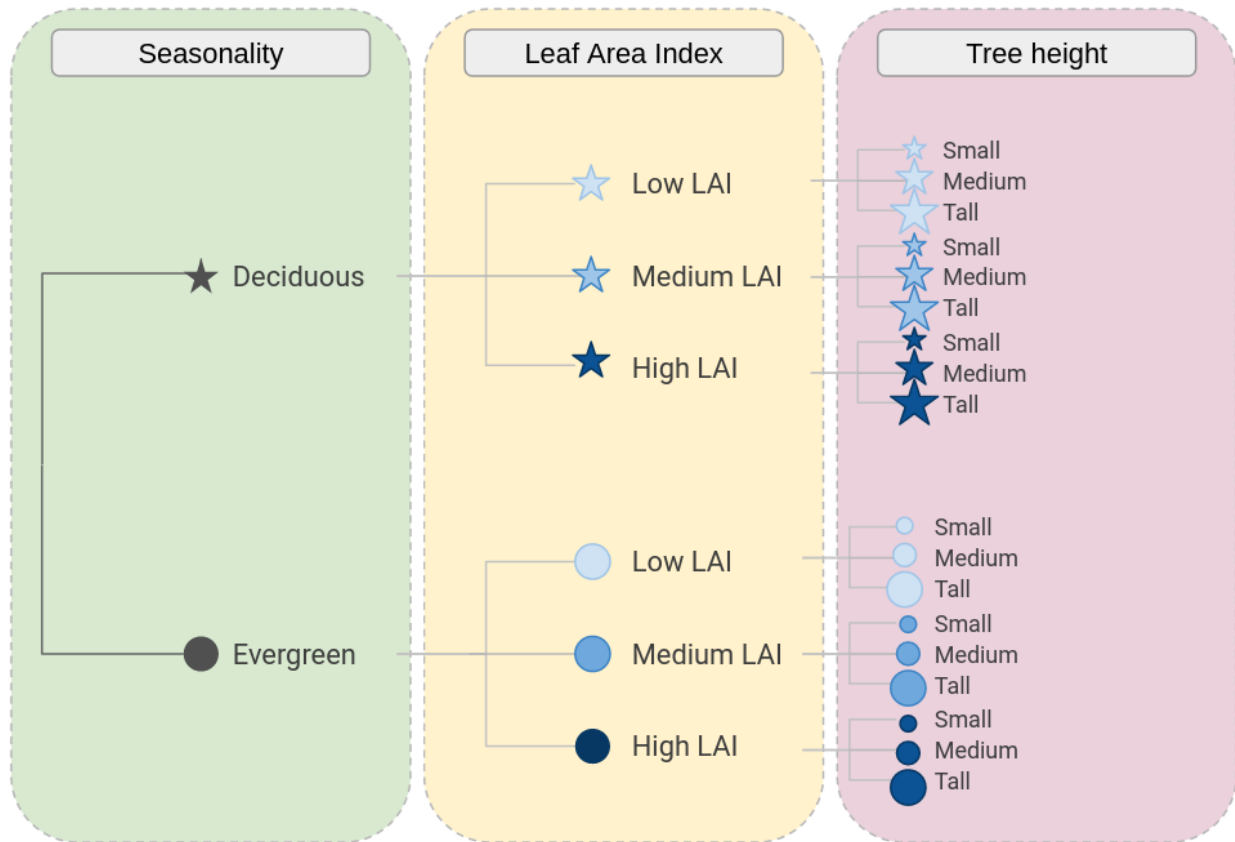 Seasonality
Leaf Area Index
Tree height
Deciduous
Low LAI
Small
Medium
Tall
Medium LAI
Small
Medium
Tall
High LAI
Small
Medium
Tall
Evergreen
Low LAI
Small
Medium
Tall
Medium LAI
Small
Medium
Tall
High LAI
Small
Medium
Tall